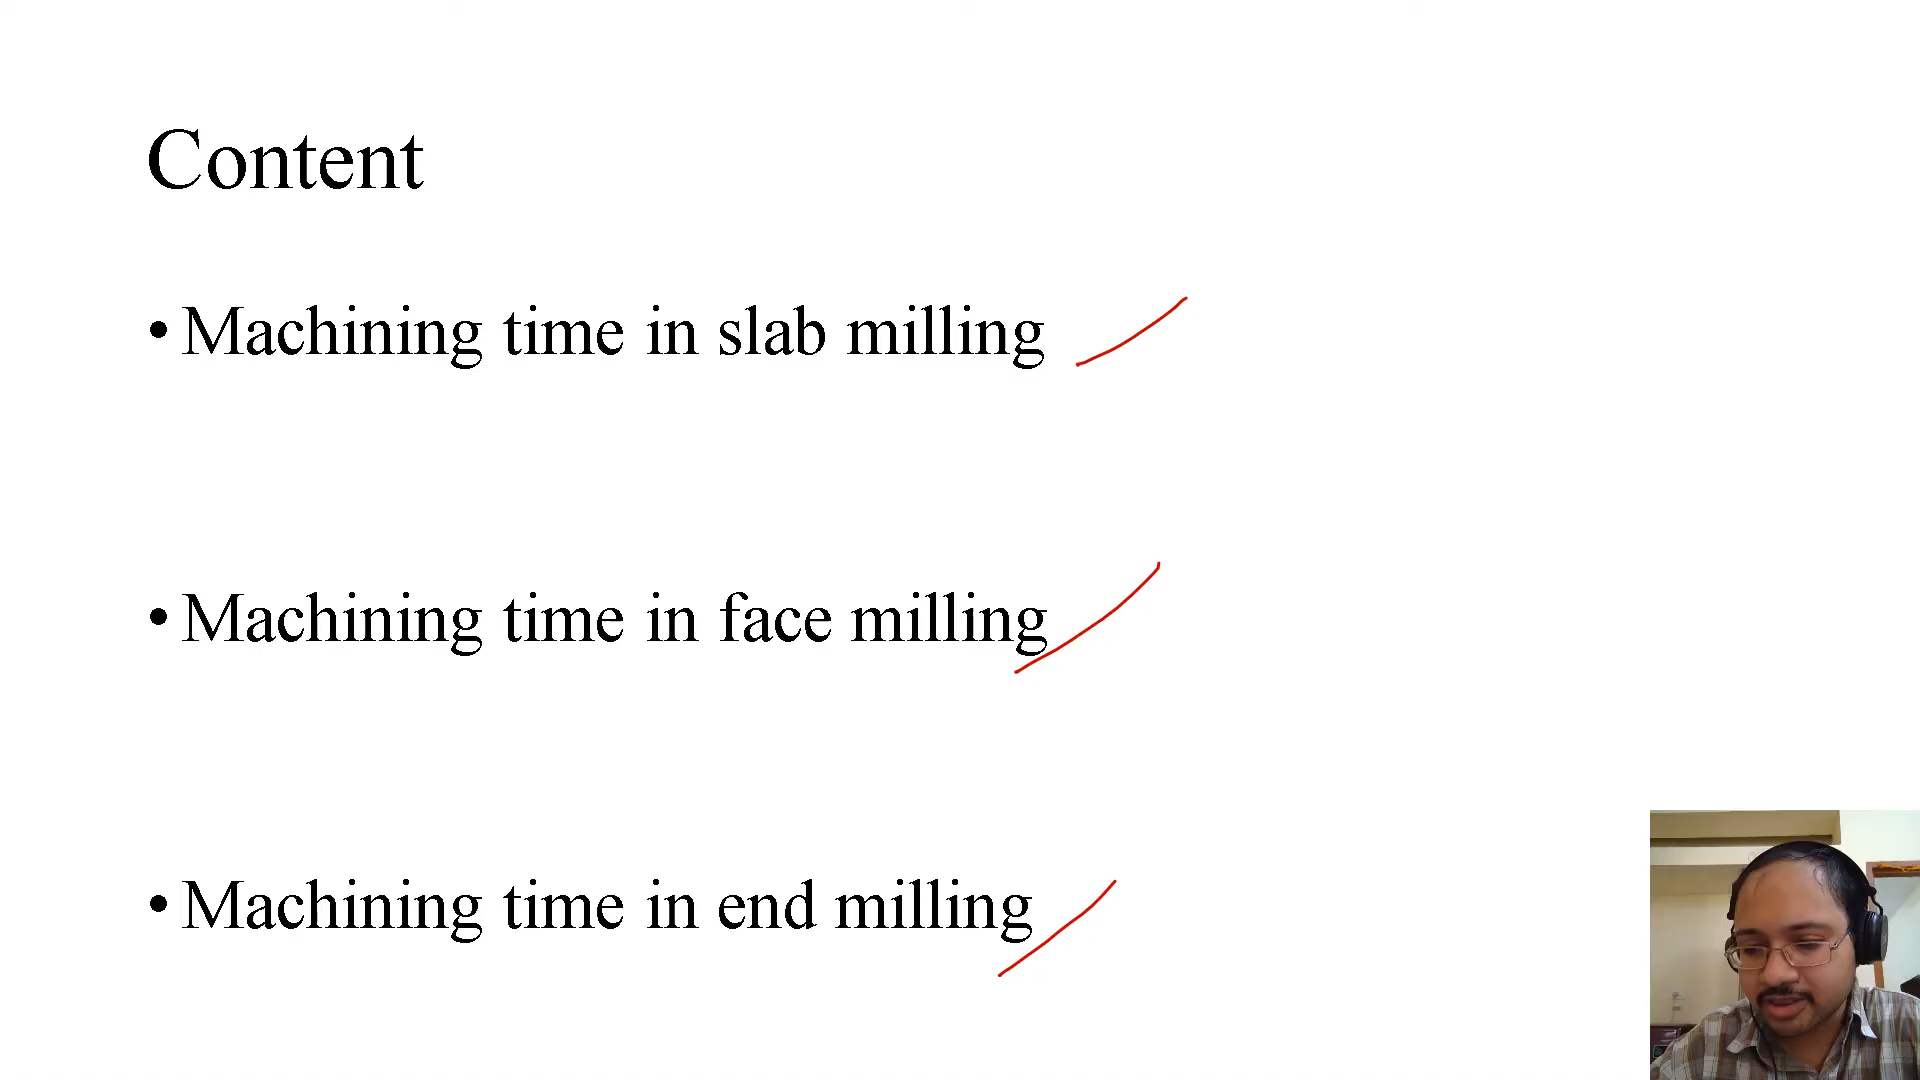 Content
• Machining time in slab milling
• Machining time in face milling
• Machining time in end milling